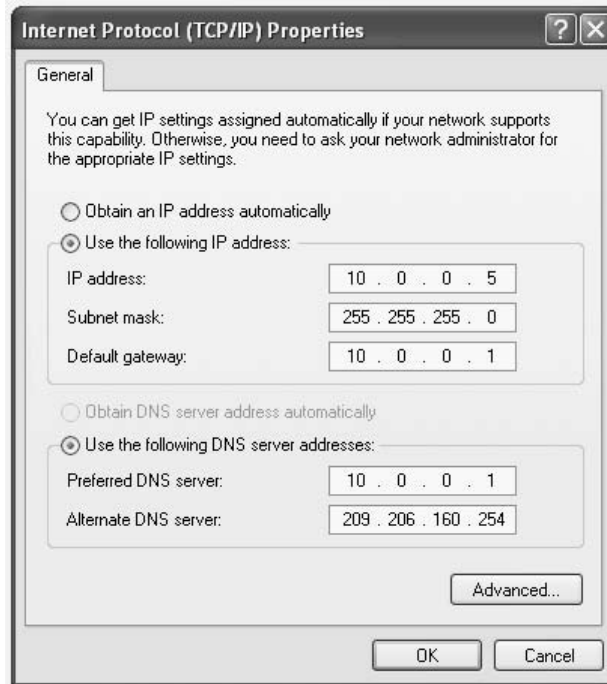 Internet Protocol (TCP/IP) Properties
General
You can get IP settings assigned automatically if your network supports
this capability. Otherwise, you need to ask your network administrator for
the appropriate IP settings.
Obtain an IP address automatically
Use the following IP address:
IP address: 10 . 0 . 0 . 5
Subnet mask: 255 . 255 . 255 . 0
Default gateway: 10 . 0 . 0 . 1
Obtain DNS server address automatically
Use the following DNS server addresses:
Preferred DNS server: 10 . 0 . 0 . 1
Alternate DNS server: 209 . 206 . 160 . 254
Advanced...
OK Cancel